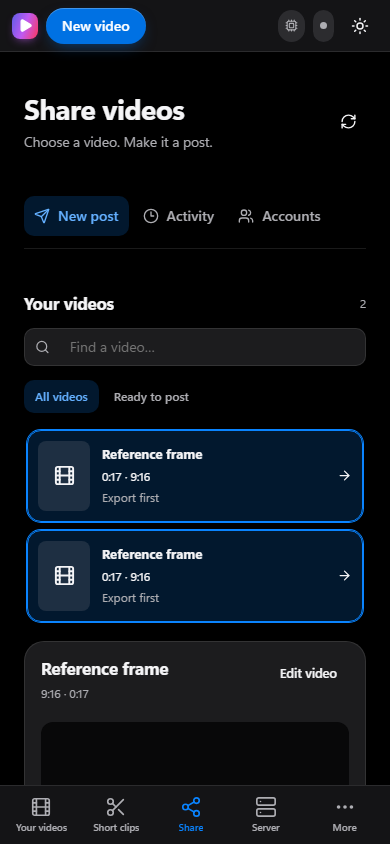 New video
Share videos
Choose a video. Make it a post.
New post
Activity
Accounts
Your videos
2
Find a video...
All videos
Ready to post
Reference frame
0:17 · 9:16
Export first
Reference frame
0:17 · 9:16
Export first
Reference frame
Edit video
9:16 · 0:17
Your videos
Short clips
Share
Server
More